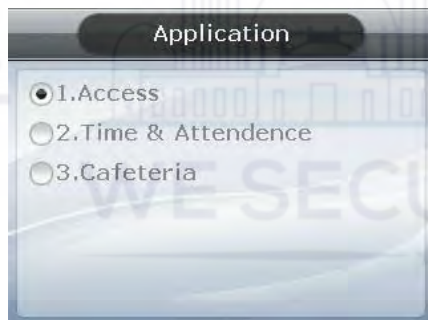 Application
1.Access
2.Time & Attendence
3.Cafeteria
WE SECU